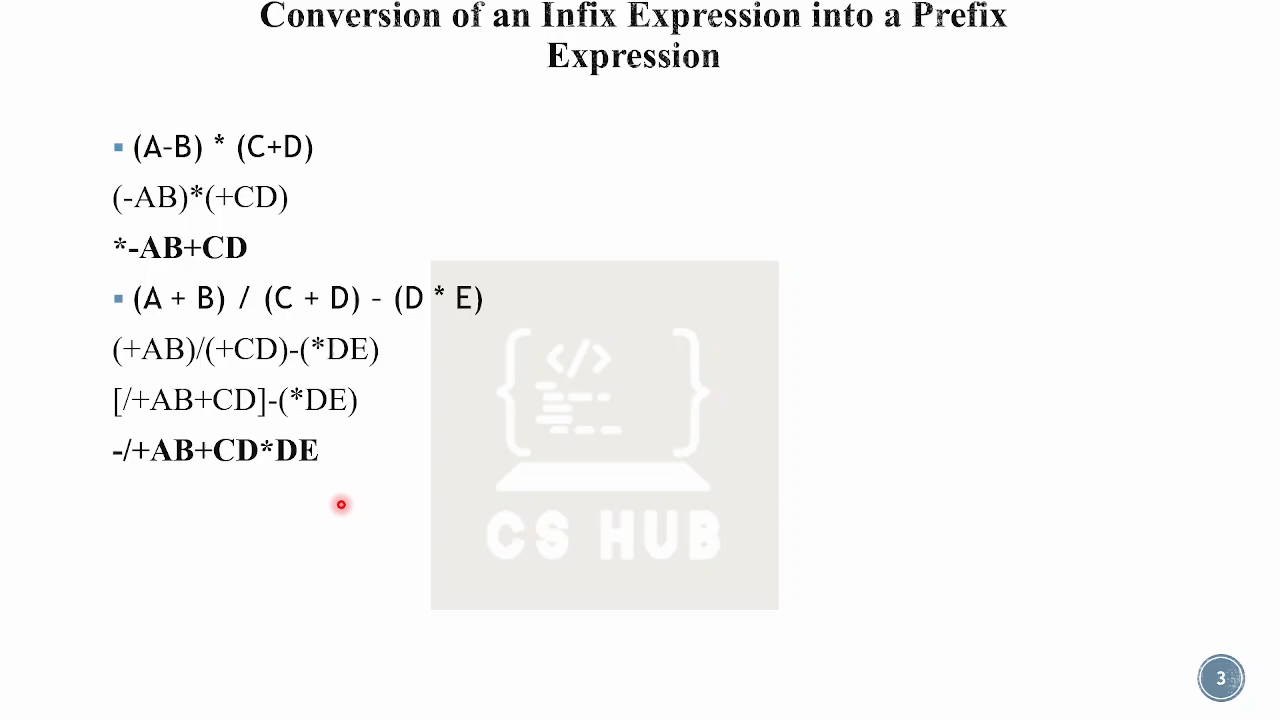 Conversion of an Infix Expression into a Prefix
Expression
▪ (A–B) * (C+D)
(-AB)*(+CD)
*-AB+CD
▪ (A + B) / (C + D) – (D * E)
(+AB)/(+CD)-(*DE)
[/+AB+CD]-(*DE)
-/+AB+CD*DE
</>
CS HUB
3